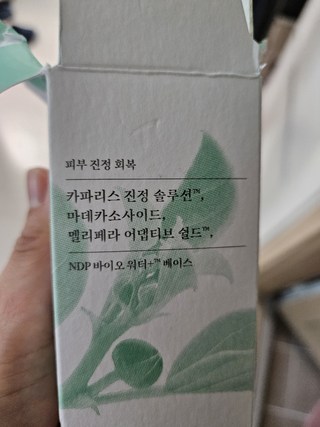 피부 진정 회복
카파리스 진정 솔루션™,
마데카소사이드,
멜리페라 어댑티브 쉴드™,
NDP 바이오 워터+™ 베이스